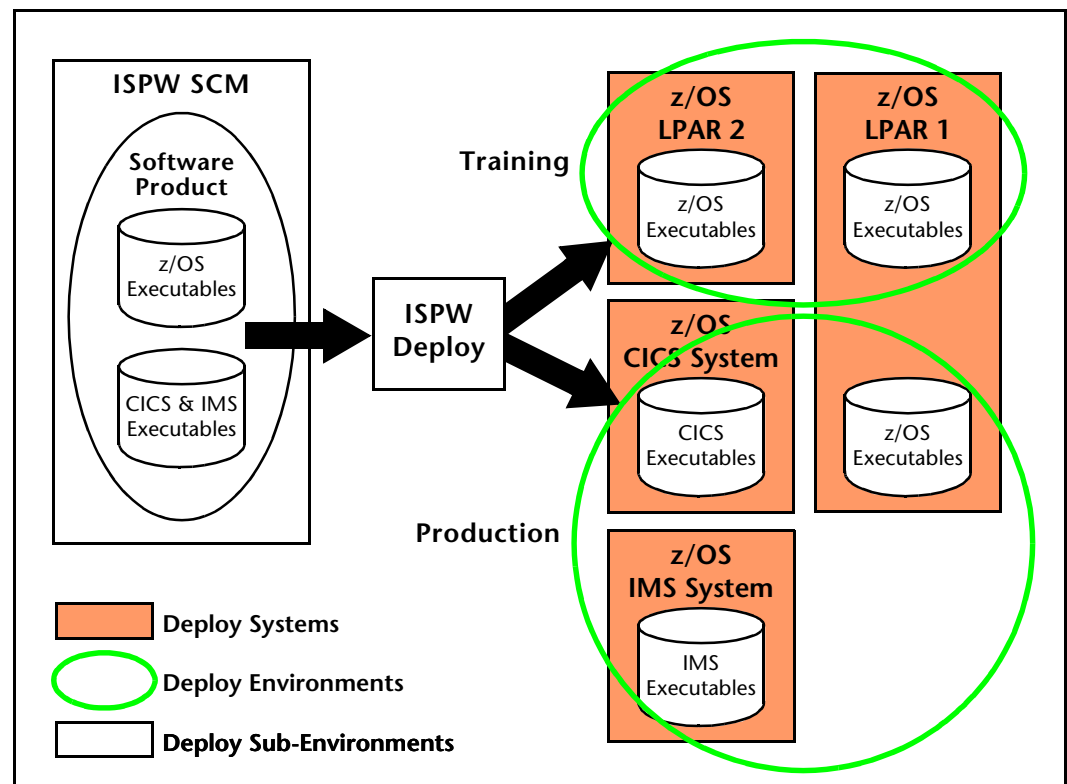 ISPW SCM
Software
Product
z/OS
Executables
CICS & IMS
Executables
ISPW
Deploy
Training
z/OS
LPAR 2
z/OS
Executables
z/OS
LPAR 1
z/OS
Executables
z/OS
CICS System
CICS
Executables
z/OS
Executables
Production
z/OS
IMS System
IMS
Executables
Deploy Systems
Deploy Environments
Deploy Sub-Environments